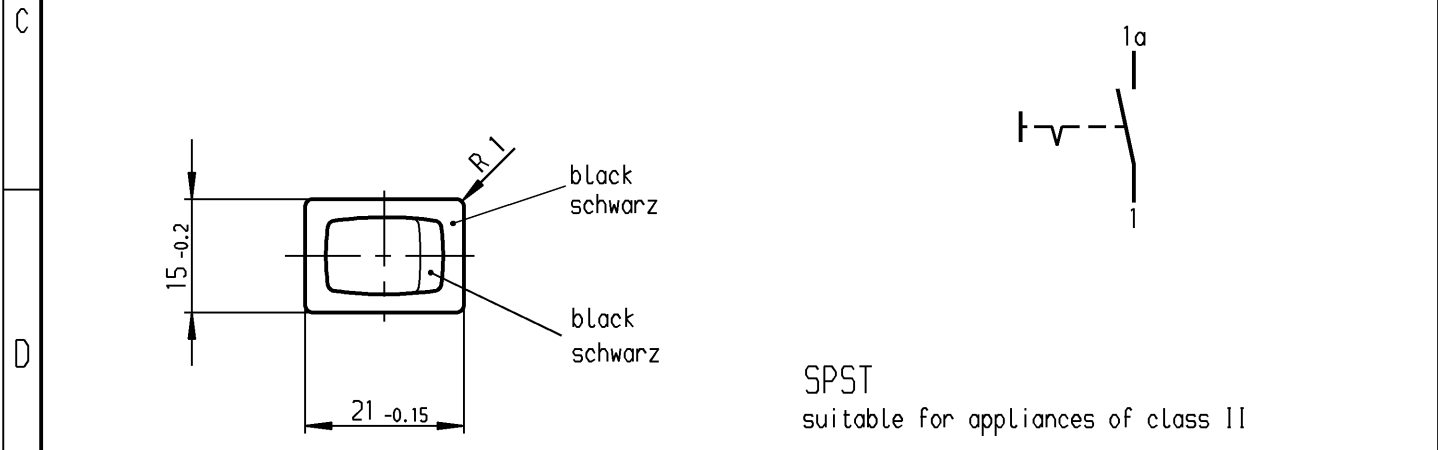 C
1a
R 1
black
schwarz
15 -0.2
1
black
schwarz
D
SPST
21 -0.15
suitable for appliances of class II